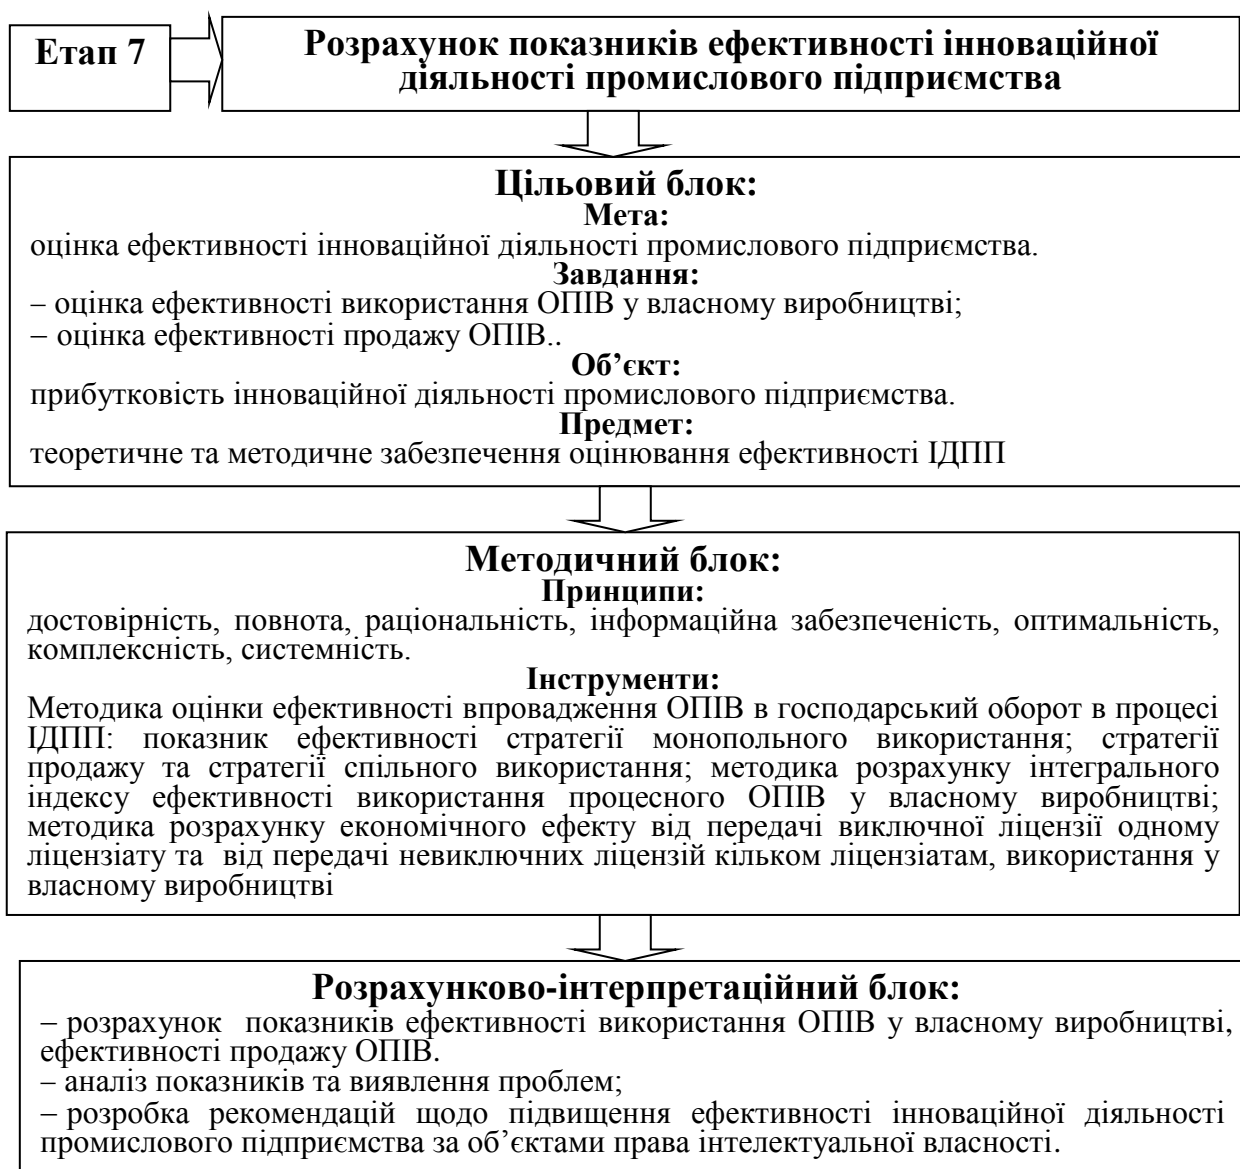 Етап 7
Розрахунок показників ефективності інноваційної
діяльності промислового підприємства
Цільовий блок:
Мета:
оцінка ефективності інноваційної діяльності промислового підприємства.
Завдання:
– оцінка ефективності використання ОПІВ у власному виробництві;
– оцінка ефективності продажу ОПІВ..
Об’єкт:
прибутковість інноваційної діяльності промислового підприємства.
Предмет:
теоретичне та методичне забезпечення оцінювання ефективності ІДПП
Методичний блок:
Принципи:
достовірність, повнота, раціональність, інформаційна забезпеченість, оптимальність,
комплексність, системність.
Інструменти:
Методика оцінки ефективності впровадження ОПІВ в господарський оборот в процесі
ІДПП: показник ефективності стратегії монопольного використання; стратегії
продажу та стратегії спільного використання; методика розрахунку інтегрального
індексу ефективності використання процесного ОПІВ у власному виробництві;
методика розрахунку економічного ефекту від передачі виключної ліцензії одному
ліцензіату та від передачі невиключних ліцензій кільком ліцензіатам, використання у
власному виробництві
Розрахунково-інтерпретаційний блок:
– розрахунок показників ефективності використання ОПІВ у власному виробництві,
ефективності продажу ОПІВ.
– аналіз показників та виявлення проблем;
– розробка рекомендацій щодо підвищення ефективності інноваційної діяльності
промислового підприємства за об’єктами права інтелектуальної власності.